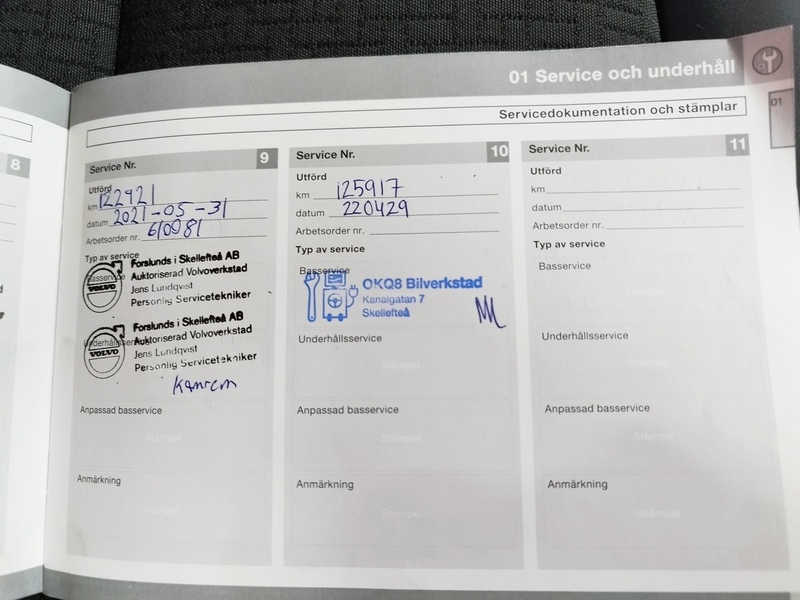 01 Service och underhåll
Servicedokumentation och stämplar
01
8
Service Nr. 9
Utförd
km 122921
datum 2021-05-31
Arbetsorder nr. 610981
Typ av service
Basservice
Forslunds i Skellefteå AB
Auktoriserad Volvoverkstad
Jens Lundqvist
Personlig Servicetekniker
VOLVO
Underhållsservice
Forslunds i Skellefteå AB
Auktoriserad Volvoverkstad
Jens Lundqvist
Personlig Servicetekniker
VOLVO
Kamrem
Anpassad basservice
Stämpel
Anmärkning
Stämpel
Service Nr. 10
Utförd
km 125917
datum 220429
Arbetsorder nr.
Typ av service
Basservice
OKQ8 Bilverkstad
Kanalgatan 7
Skellefteå
Underhållsservice
Stämpel
Anpassad basservice
Stämpel
Anmärkning
Stämpel
Service Nr. 11
Utförd
km
datum
Arbetsorder nr.
Typ av service
Basservice
Stämpel
Underhållsservice
Stämpel
Anpassad basservice
Stämpel
Anmärkning
Stämpel